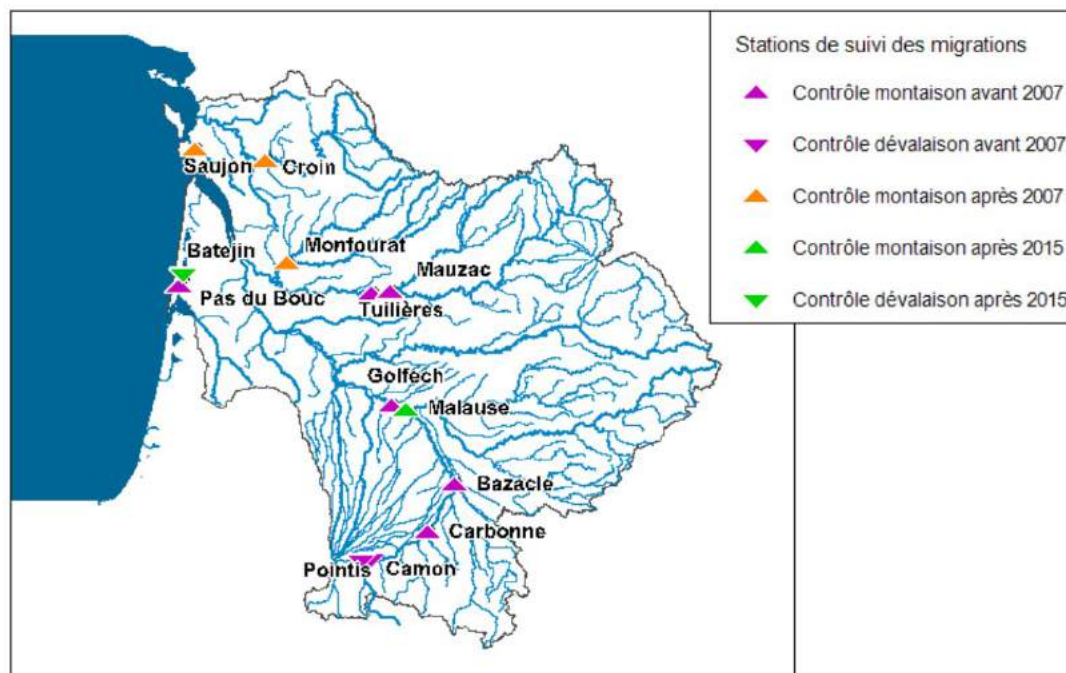 Stations de suivi des migrations
Contrôle montaison avant 2007
Contrôle dévalaison avant 2007
Contrôle montaison après 2007
Contrôle montaison après 2015
Contrôle dévalaison après 2015
Saujon
Croin
Batejin
Monfourat
Mauzac
Pas du Bouc
Tuilières
Golfech
Malause
Bazacle
Carbonne
Pointis
Camon